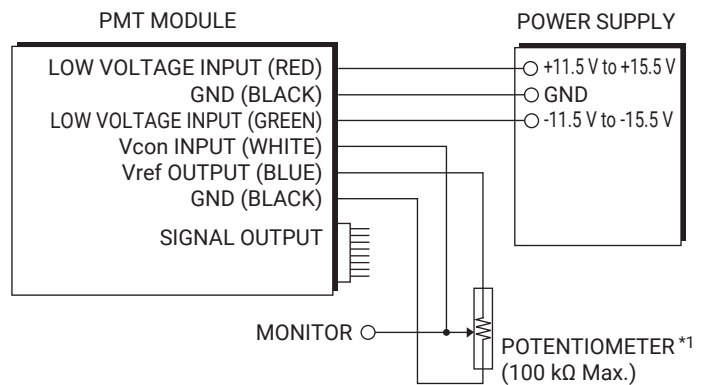 PMT MODULE
POWER SUPPLY
LOW VOLTAGE INPUT (RED)
GND (BLACK)
LOW VOLTAGE INPUT (GREEN)
Vcon INPUT (WHITE)
Vref OUTPUT (BLUE)
GND (BLACK)
SIGNAL OUTPUT
+11.5 V to +15.5 V
GND
-11.5 V to -15.5 V
MONITOR
POTENTIOMETER *1
(100 kΩ Max.)